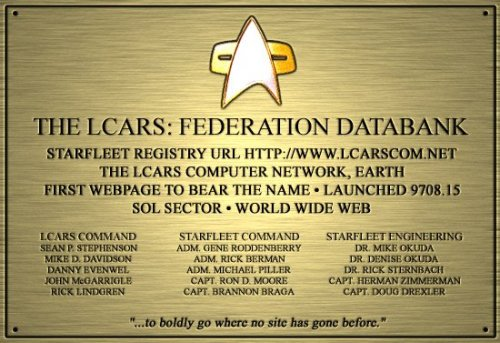 THE LCARS: FEDERATION DATABANK
STARFLEET REGISTRY URL HTTP://WWW.LCARSCOM.NET
THE LCARS COMPUTER NETWORK, EARTH
FIRST WEBPAGE TO BEAR THE NAME • LAUNCHED 9708.15
SOL SECTOR • WORLD WIDE WEB
LCARS COMMAND
SEAN P. STEPHENSON
MIKE D. DAVIDSON
DANNY EVENWEL
JOHN McGARRIGLE
RICK LINDGREN
STARFLEET COMMAND
ADM. GENE RODDENBERRY
ADM. RICK BERMAN
ADM. MICHAEL PILLER
CAPT. RON D. MOORE
CAPT. BRANNON BRAGA
STARFLEET ENGINEERING
DR. MIKE OKUDA
DR. DENISE OKUDA
DR. RICK STERNBACH
CAPT. HERMAN ZIMMERMAN
CAPT. DOUG DREXLER
"...to boldly go where no site has gone before."